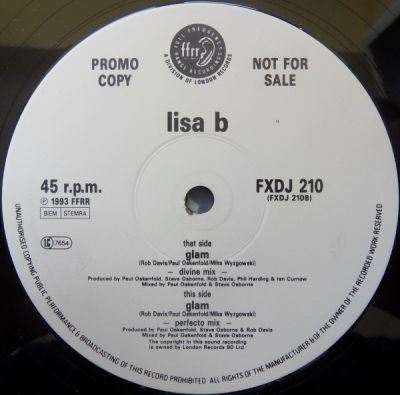 FULL FREQUENCY
RANGE RECORDINGS
ffrr
A DIVISION OF LONDON RECORDS
PROMO
COPY
NOT FOR
SALE
lisa b
45 r.p.m.
℗ 1993 FFRR
BIEM STEMRA
LC 7654
FXDJ 210
(FXDJ 210B)
that side
glam
(Rob Davis/Paul Oakenfold/Mike Wyzgowski)
— divine mix —
Produced by Paul Oakenfold, Steve Osborne, Rob Davis, Phil Harding & Ian Curnow
Mixed by Paul Oakenfold & Steve Osborne
this side
glam
(Rob Davis/Paul Oakenfold/Mike Wyzgowski)
— perfecto mix —
Produced by Paul Oakenfold, Steve Osborne & Rob Davis
Mixed by Paul Oakenfold & Steve Osborne
The copyright in this sound recording
is owned by London Records 90 Ltd.
UNAUTHORISED COPYING PUBLIC PERFORMANCE & BROADCASTING OF THIS RECORD PROHIBITED ALL RIGHTS OF THE MANUFACTURER & OF THE OWNER OF THE RECORDED WORK RESERVED